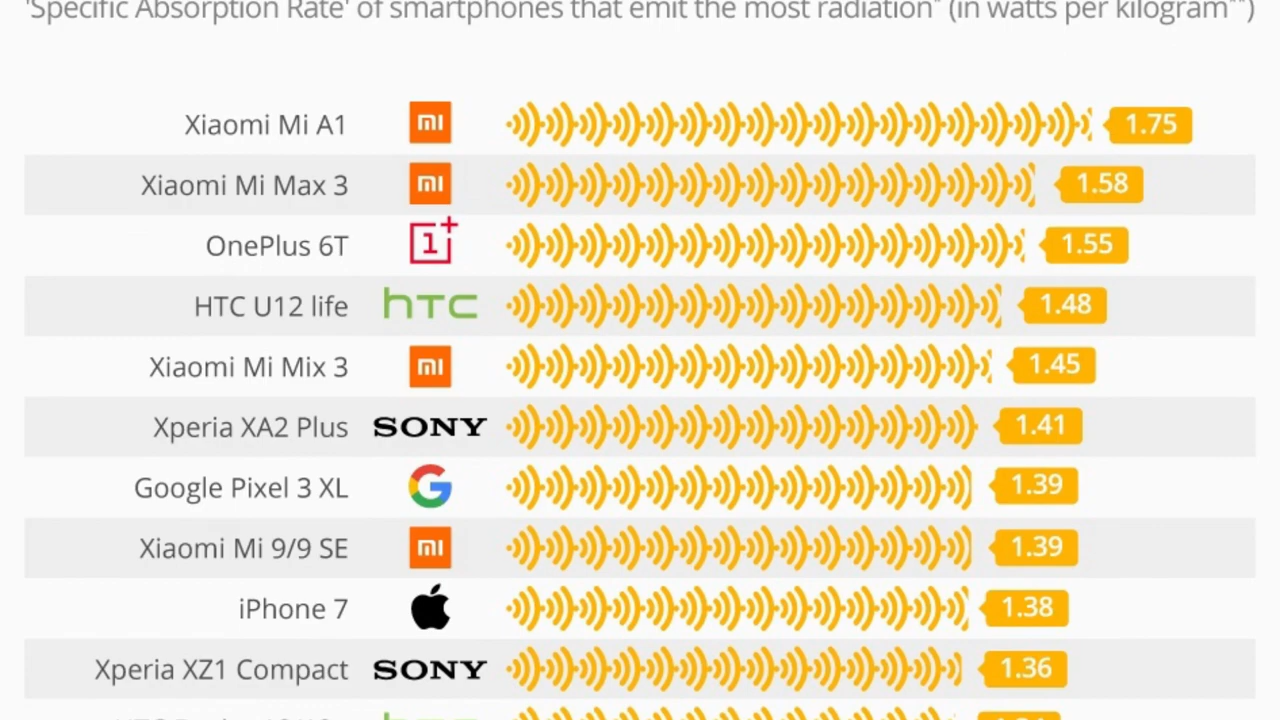 'Specific Absorption Rate' of smartphones that emit the most radiation* (in watts per kilogram**)
Xiaomi Mi A1 mi 1.75
Xiaomi Mi Max 3 mi 1.58
OnePlus 6T 1+ 1.55
HTC U12 life hTC 1.48
Xiaomi Mi Mix 3 mi 1.45
Xperia XA2 Plus SONY 1.41
Google Pixel 3 XL G 1.39
Xiaomi Mi 9/9 SE mi 1.39
iPhone 7 1.38
Xperia XZ1 Compact SONY 1.36